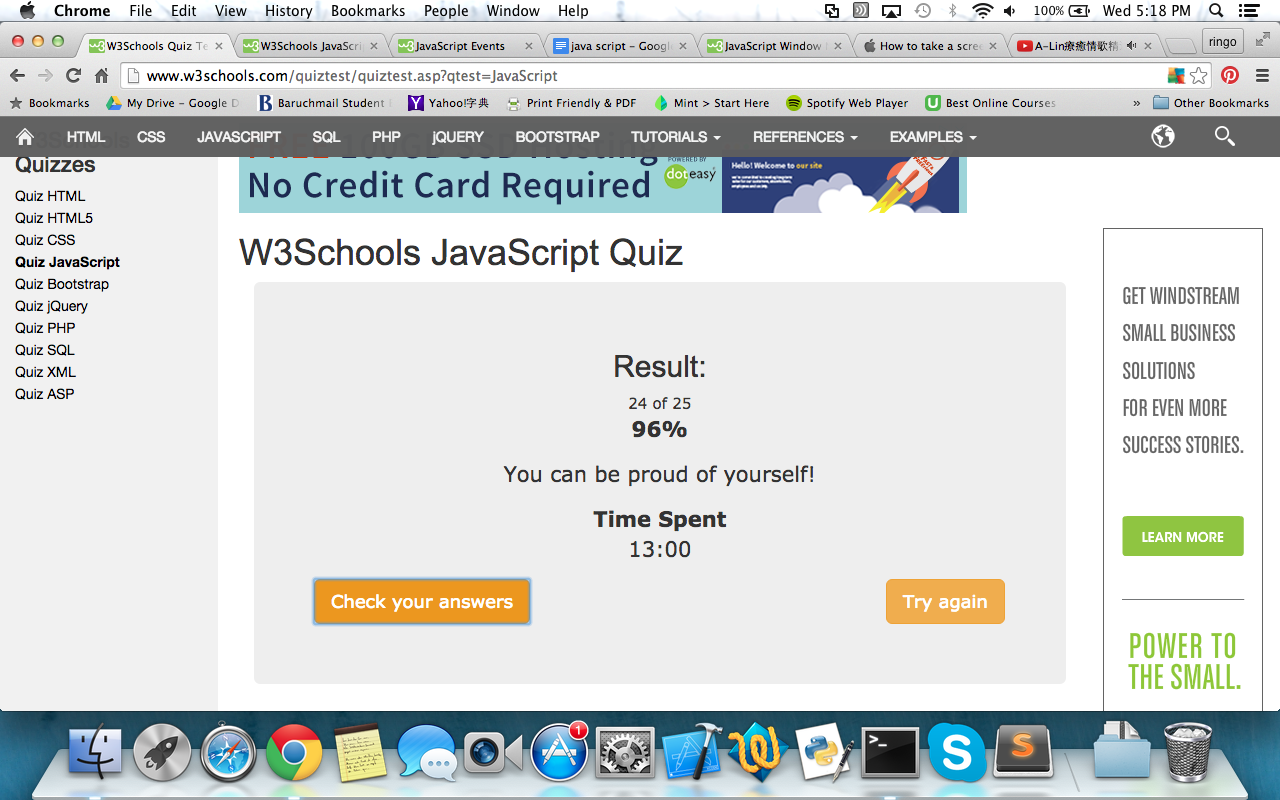 Chrome File Edit View History Bookmarks People Window Help 100% Wed 5:18 PM
W3Schools Quiz Te W3Schools JavaScri JavaScript Events java script – Googl JavaScript Window How to take a scre A-Lin療癒情歌精 ringo
www.w3schools.com/quiztest/quiztest.asp?qtest=JavaScript
Bookmarks My Drive – Google D Baruchmail Student Yahoo!字典 Print Friendly & PDF Mint > Start Here Spotify Web Player Best Online Courses » Other Bookmarks
HTML CSS JAVASCRIPT SQL PHP jQUERY BOOTSTRAP TUTORIALS REFERENCES EXAMPLES
W3Schools
Quizzes
Quiz HTML
Quiz HTML5
Quiz CSS
Quiz JavaScript
Quiz Bootstrap
Quiz jQuery
Quiz PHP
Quiz SQL
Quiz XML
Quiz ASP
FREE 100GB SSD Hosting
No Credit Card Required
POWERED BY
doteasy
Hello! Welcome to our site
W3Schools JavaScript Quiz
Result:
24 of 25
96%
You can be proud of yourself!
Time Spent
13:00
Check your answers Try again
GET WINDSTREAM
SMALL BUSINESS
SOLUTIONS
FOR EVEN MORE
SUCCESS STORIES.
LEARN MORE
POWER TO
THE SMALL.
1